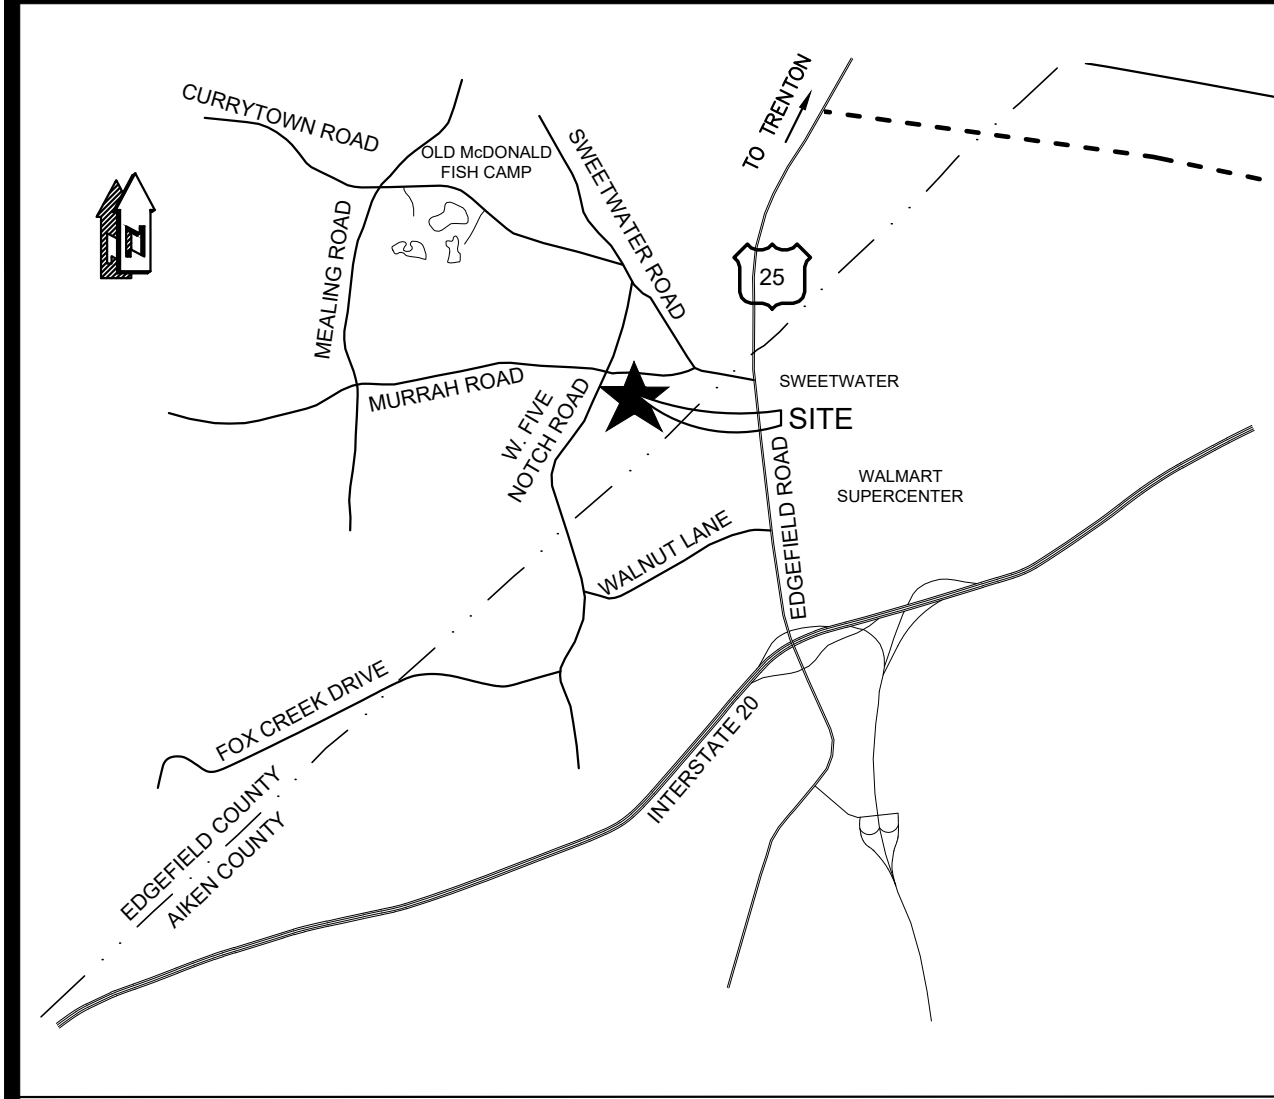 TO TRENTON
CURRYTOWN ROAD
OLD McDONALD
FISH CAMP
SWEETWATER ROAD
MEALING ROAD
25
SWEETWATER
MURRAH ROAD
W. FIVE
NOTCH ROAD
SITE
EDGEFIELD ROAD
WALMART
SUPERCENTER
WALNUT LANE
FOX CREEK DRIVE
INTERSTATE 20
EDGEFIELD COUNTY
AIKEN COUNTY